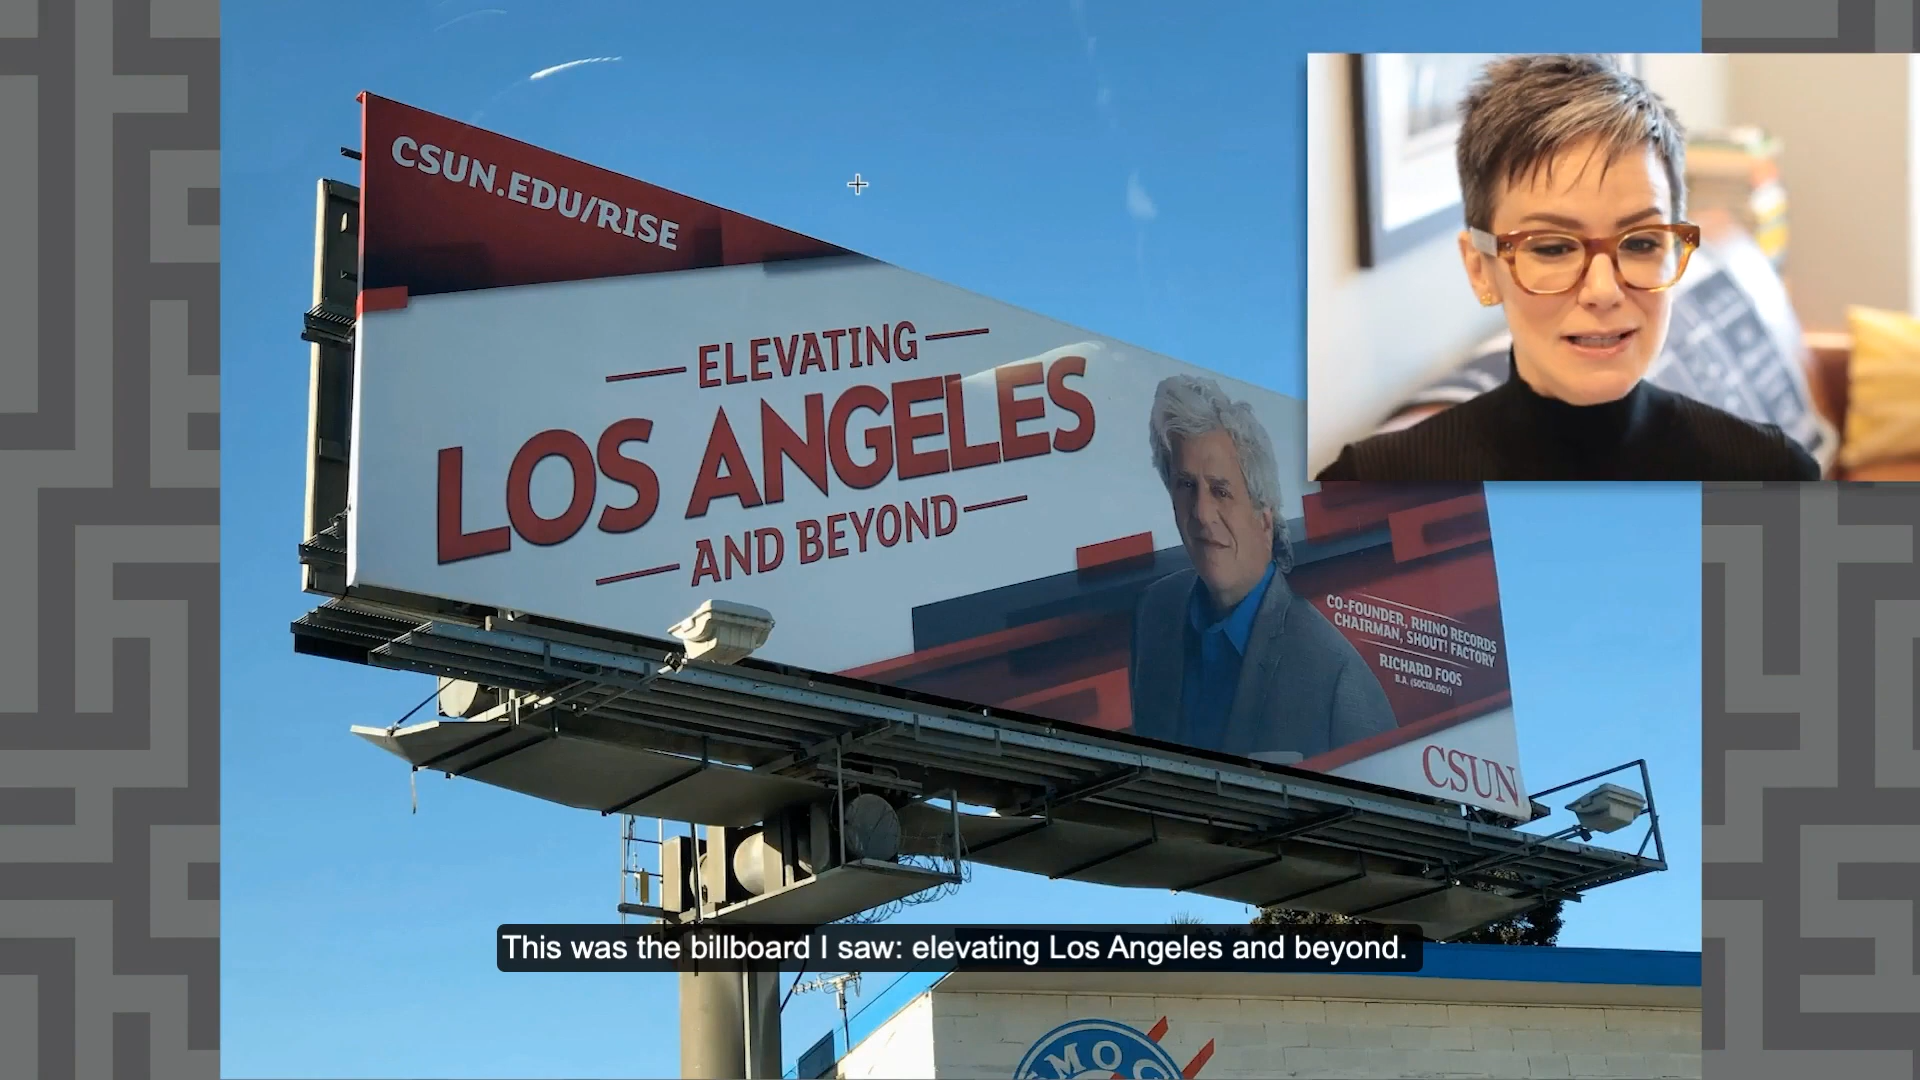 CSUN.EDU/RISE
ELEVATING
LOS ANGELES
AND BEYOND
CO-FOUNDER, RHINO RECORDS
CHAIRMAN, SHOUT! FACTORY
RICHARD FOOS
B.A. (SOCIOLOGY)
CSUN
This was the billboard I saw: elevating Los Angeles and beyond.